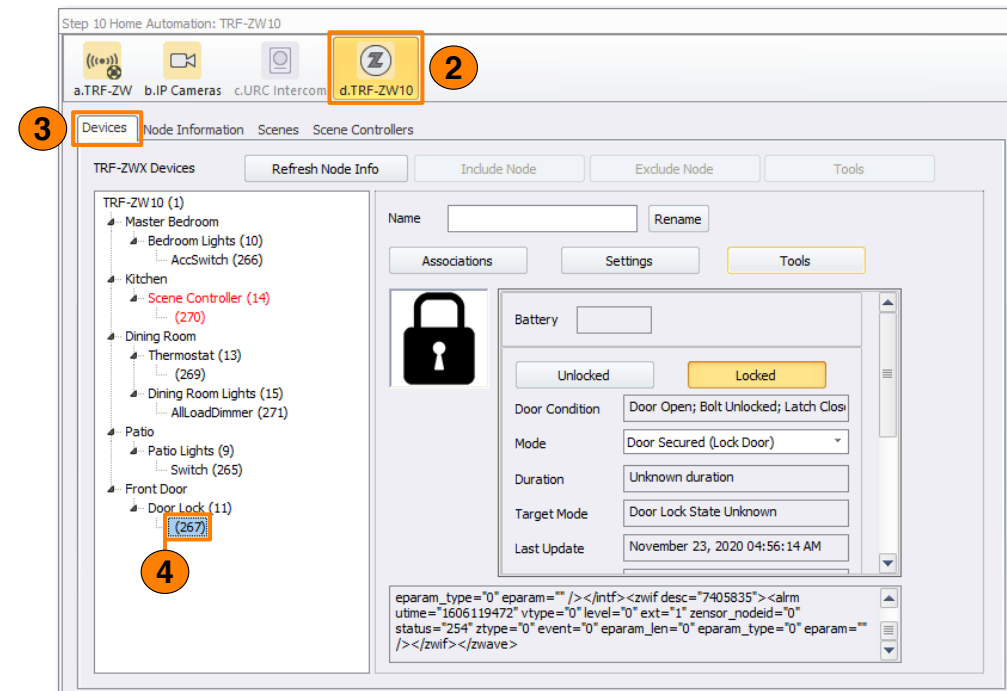 Step 10 Home Automation: TRF-ZW10
a.TRF-ZW b.IP Cameras c.URC Intercom d.TRF-ZW10
2
3
Devices Node Information Scenes Scene Controllers
TRF-ZWX Devices Refresh Node Info Include Node Exclude Node Tools
TRF-ZW10 (1)
Master Bedroom
Bedroom Lights (10)
AccSwitch (266)
Kitchen
Scene Controller (14)
(270)
Dining Room
Thermostat (13)
(269)
Dining Room Lights (15)
AllLoadDimmer (271)
Patio
Patio Lights (9)
Switch (265)
Front Door
Door Lock (11)
(267)
4
Name Rename
Associations Settings Tools
Battery
Unlocked Locked
Door Condition Door Open; Bolt Unlocked; Latch Close
Mode Door Secured (Lock Door)
Duration Unknown duration
Target Mode Door Lock State Unknown
Last Update November 23, 2020 04:56:14 AM
eparam_type="0" eparam="" /></intf><zwif desc="7405835"><alrm
utime="1606119472" vtype="0" level="0" ext="1" zensor_nodeid="0"
status="254" ztype="0" event="0" eparam_len="0" eparam_type="0" eparam=""
/></zwif></zwave>